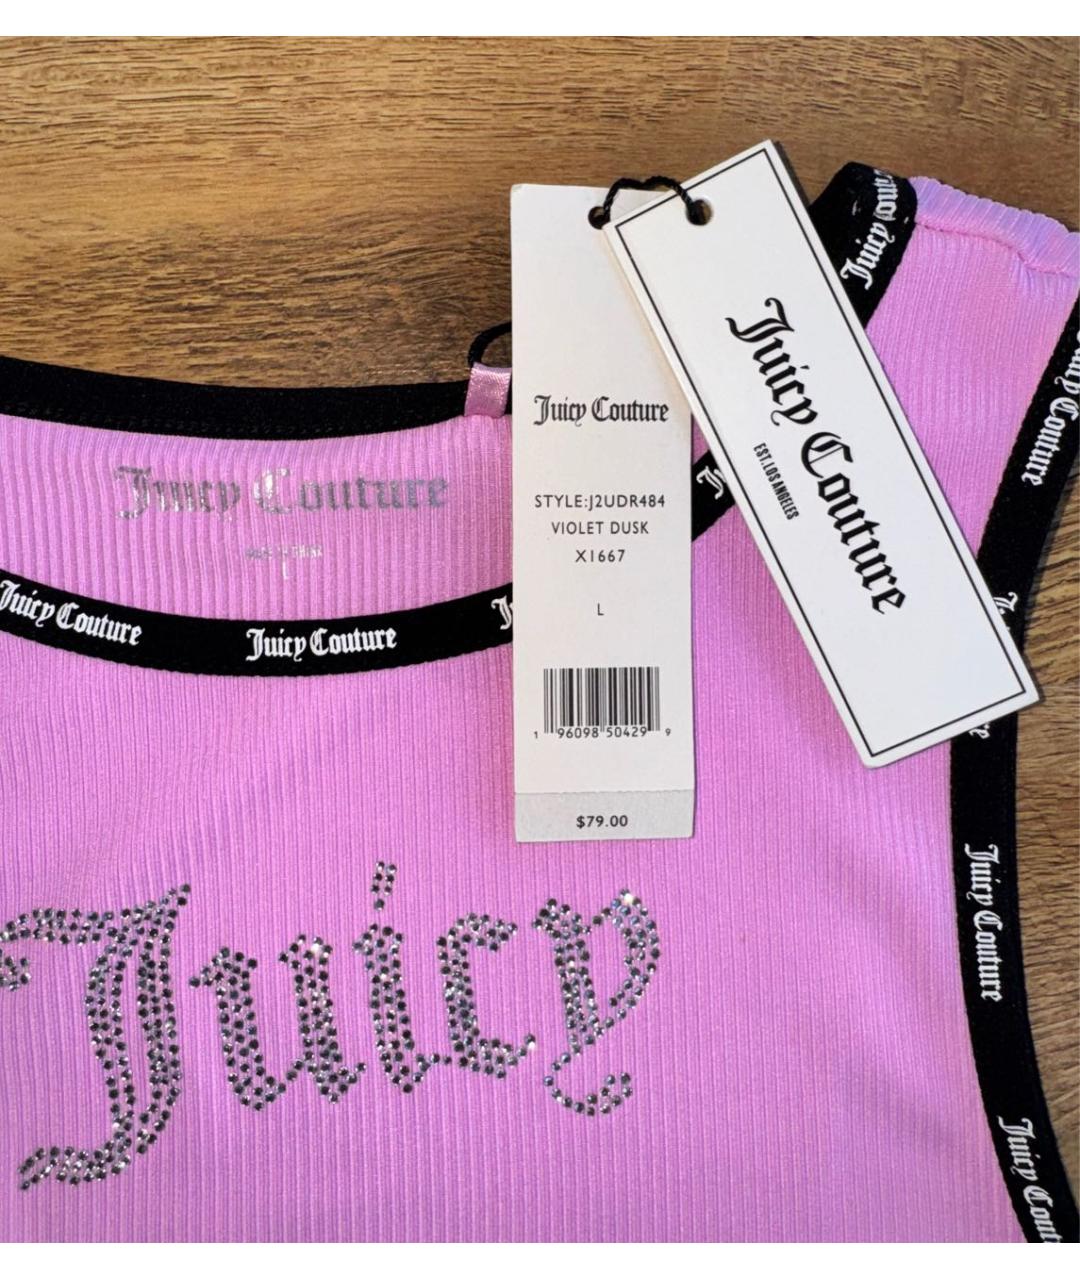 Juicy Couture
Juicy Couture
STYLE:J2UDR484
VIOLET DUSK
X1667
L
1 96098 50429 9
$79.00
Juicy Couture
EST. LOS ANGELES
Juicy Couture
L
Juicy Couture
Juicy Couture
Juicy Couture
Juicy Couture
Juicy
Juicy Couture